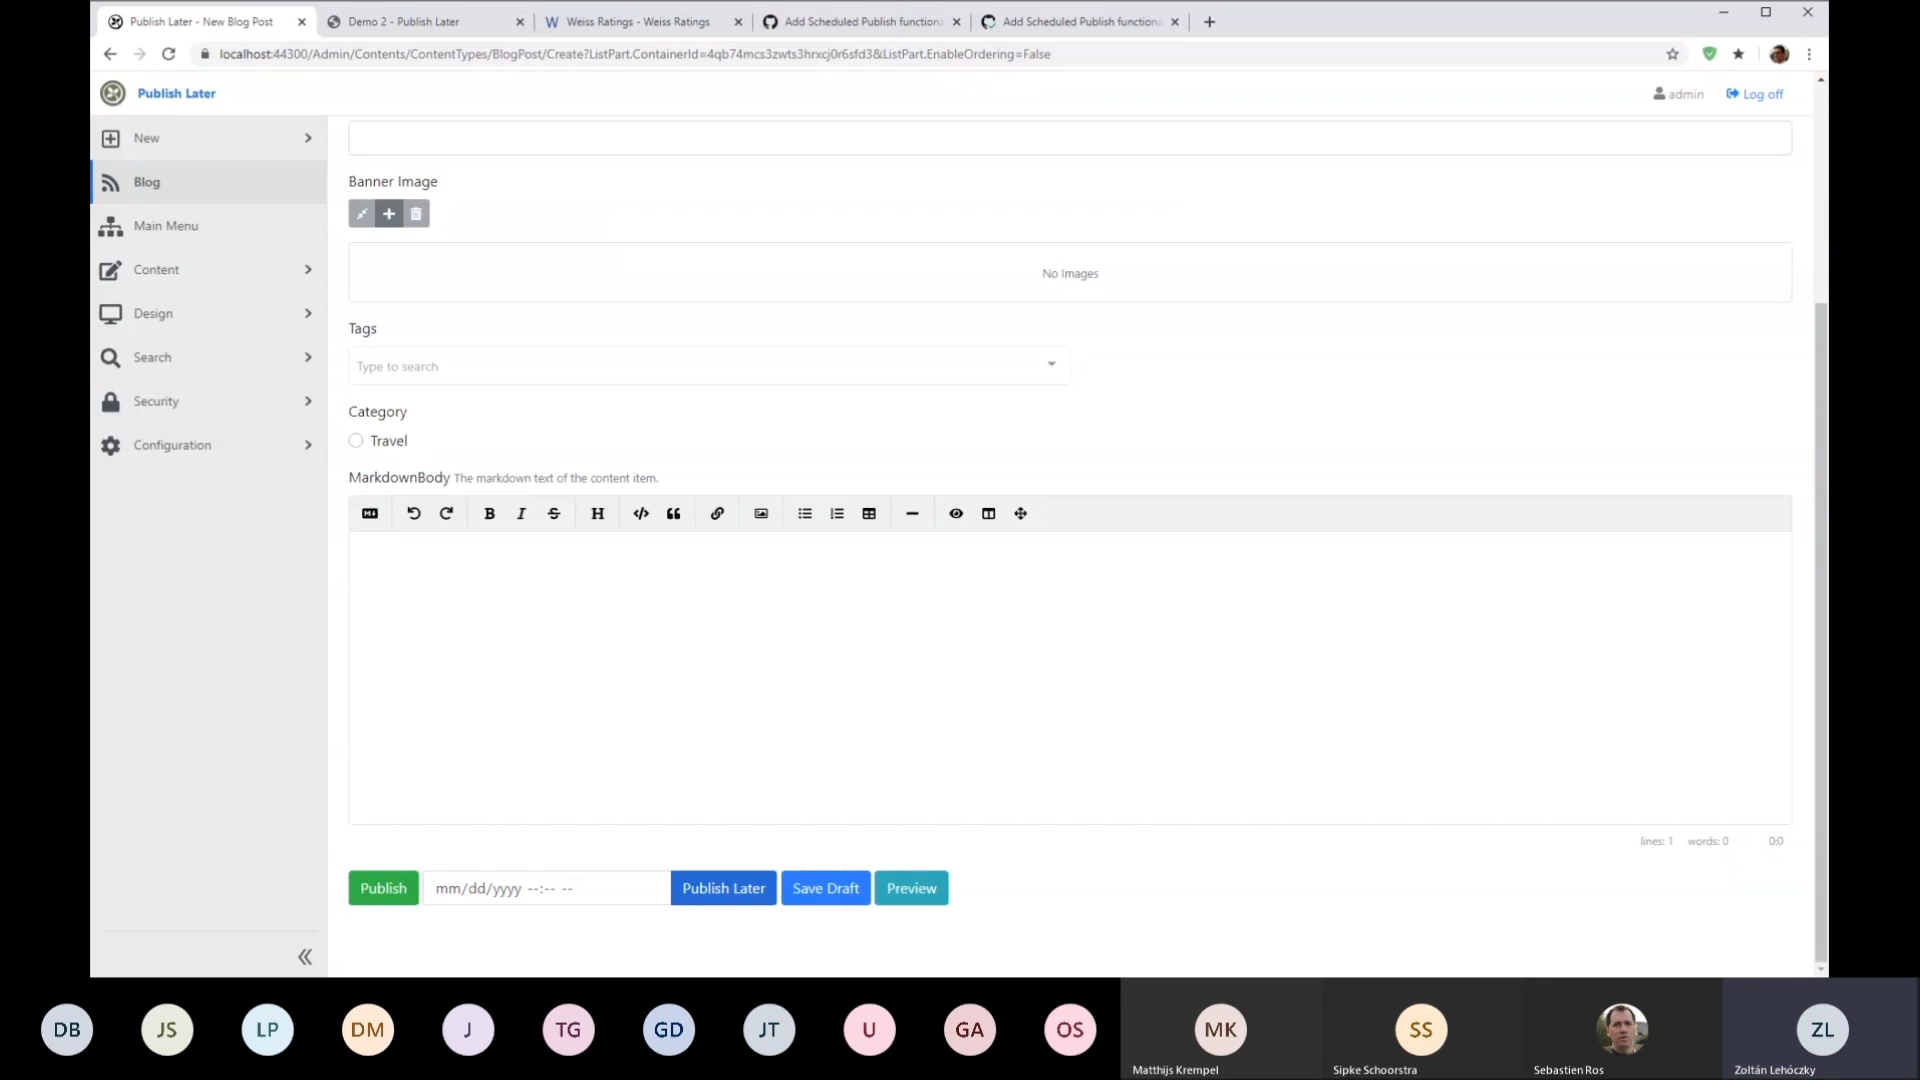 Publish Later - New Blog Post
Demo 2 - Publish Later
Weiss Ratings - Weiss Ratings
Add Scheduled Publish function
Add Scheduled Publish function
localhost:44300/Admin/Contents/ContentTypes/BlogPost/Create?ListPart.ContainerId=4qb74mcs3zwts3hrxcj0r6sfd3&ListPart.EnableOrdering=False
Publish Later
admin
Log off
New
Blog
Main Menu
Content
Design
Search
Security
Configuration
Banner Image
No Images
Tags
Type to search
Category
Travel
MarkdownBody The markdown text of the content item.
B I S H
lines: 1 words: 0 0:0
Publish
mm/dd/yyyy --:-- --
Publish Later
Save Draft
Preview
DB JS LP DM J TG GD JT U GA OS MK SS ZL
Matthijs Krempel
Sipke Schoorstra
Sebastien Ros
Zoltán Lehóczky